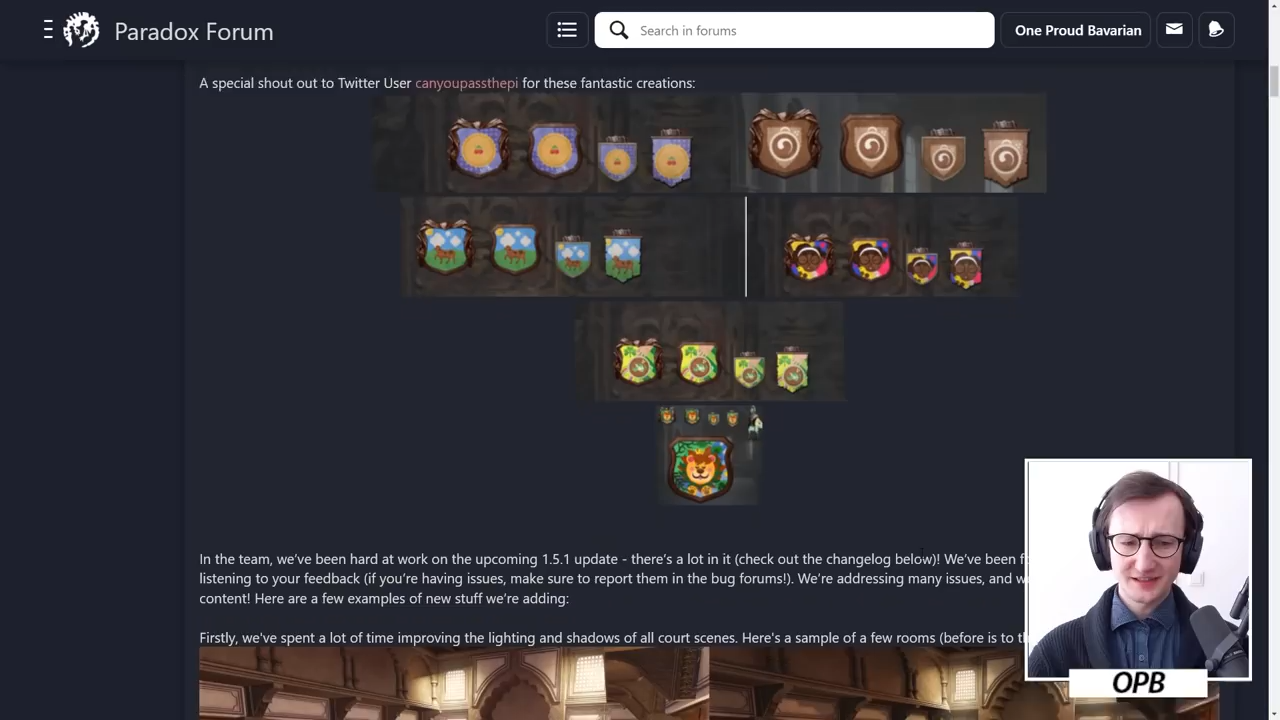 Paradox Forum
Search in forums
One Proud Bavarian
A special shout out to Twitter User canyoupassthepi for these fantastic creations:
In the team, we've been hard at work on the upcoming 1.5.1 update - there's a lot in it (check out the changelog below)! We've been f
listening to your feedback (if you're having issues, make sure to report them in the bug forums!). We're addressing many issues, and w
content! Here are a few examples of new stuff we're adding:
Firstly, we've spent a lot of time improving the lighting and shadows of all court scenes. Here's a sample of a few rooms (before is to th
OPB